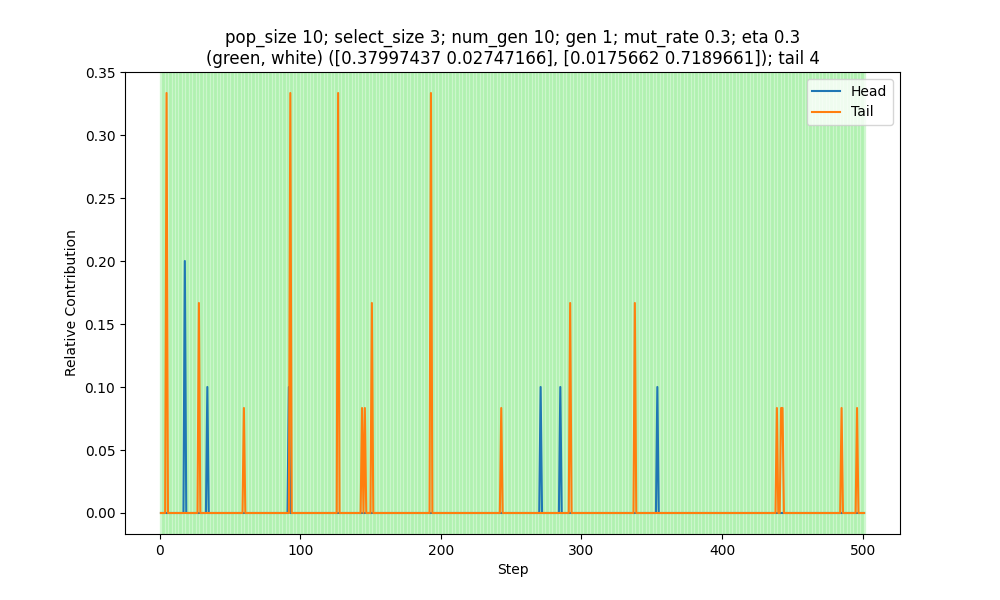 pop_size 10; select_size 3; num_gen 10; gen 1; mut_rate 0.3; eta 0.3
(green, white) ([0.37997437 0.02747166], [0.0175662 0.7189661]); tail 4
0.35
0.30
0.25
0.20
0.15
0.10
0.05
0.00
Relative Contribution
Head
Tail
0
100
200
300
400
500
Step